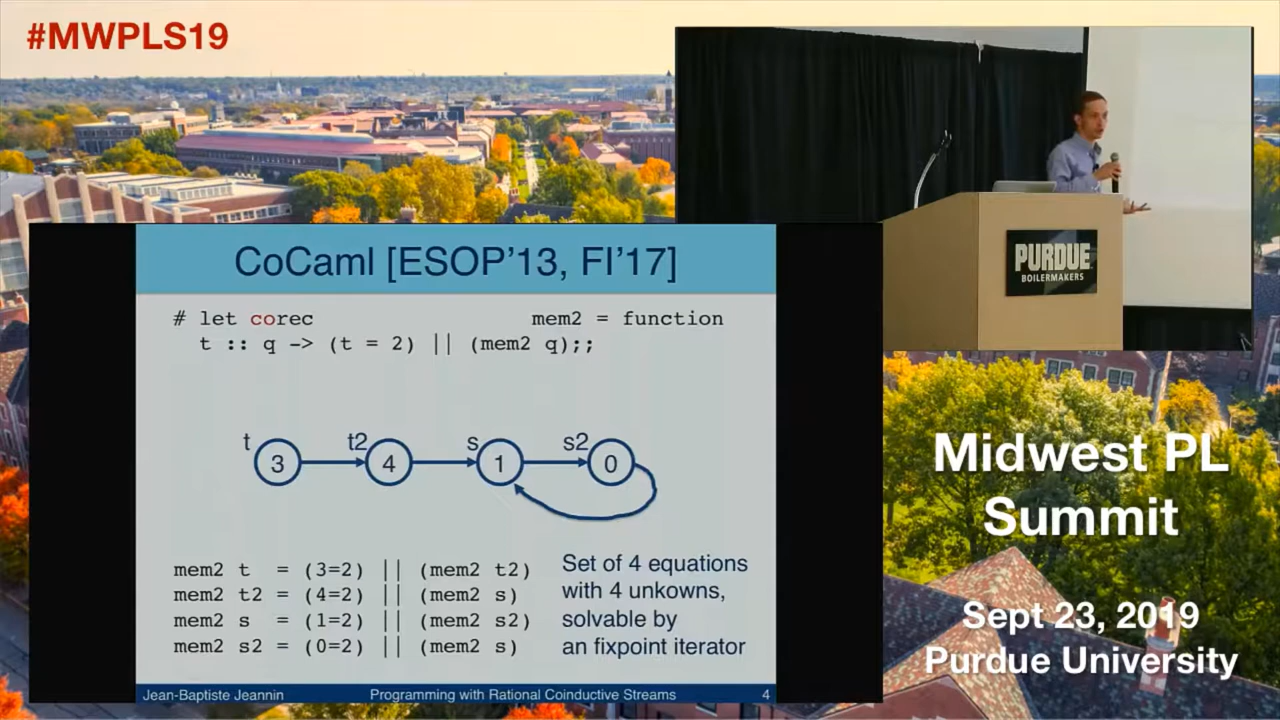 #MWPLS19
PURDUE
BOILERMAKERS
CoCaml [ESOP'13, FI'17]
# let corec mem2 = function
t :: q -> (t = 2) || (mem2 q);;
t t2 s s2
3 4 1 0
mem2 t = (3=2) || (mem2 t2)
mem2 t2 = (4=2) || (mem2 s)
mem2 s = (1=2) || (mem2 s2)
mem2 s2 = (0=2) || (mem2 s)
Set of 4 equations
with 4 unkowns,
solvable by
an fixpoint iterator
Jean-Baptiste Jeannin Programming with Rational Coinductive Streams 4
Midwest PL
Summit
Sept 23, 2019
Purdue University